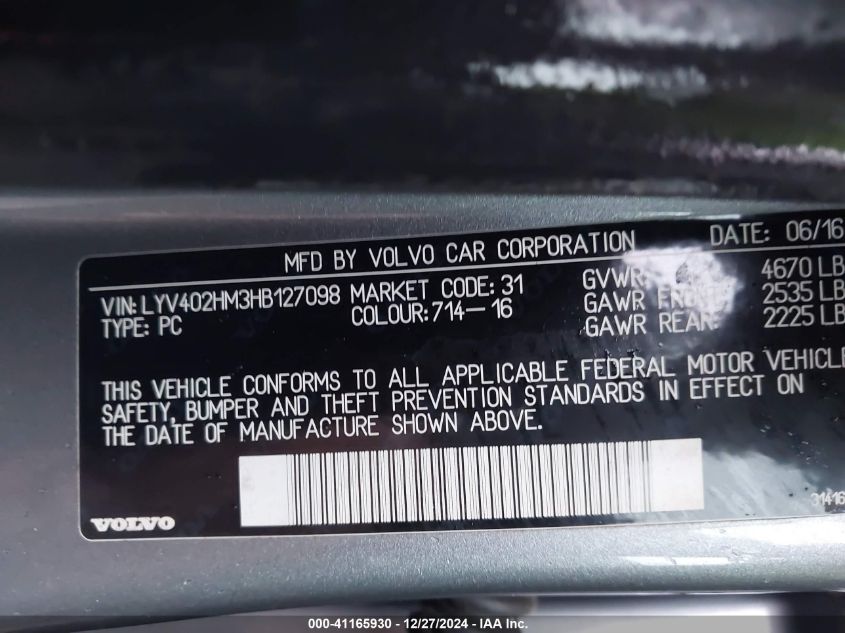 MFD BY VOLVO CAR CORPORATION DATE: 06/16
VIN: LYV402HM3HB127098 MARKET CODE: 31 GVWR: 4670 LB
TYPE: PC COLOUR: 714-16 GAWR FRONT: 2535 LB
GAWR REAR: 2225 LB
THIS VEHICLE CONFORMS TO ALL APPLICABLE FEDERAL MOTOR VEHICLE
SAFETY, BUMPER AND THEFT PREVENTION STANDARDS IN EFFECT ON
THE DATE OF MANUFACTURE SHOWN ABOVE.
VOLVO 31416
000-41165930 - 12/27/2024 - IAA Inc.